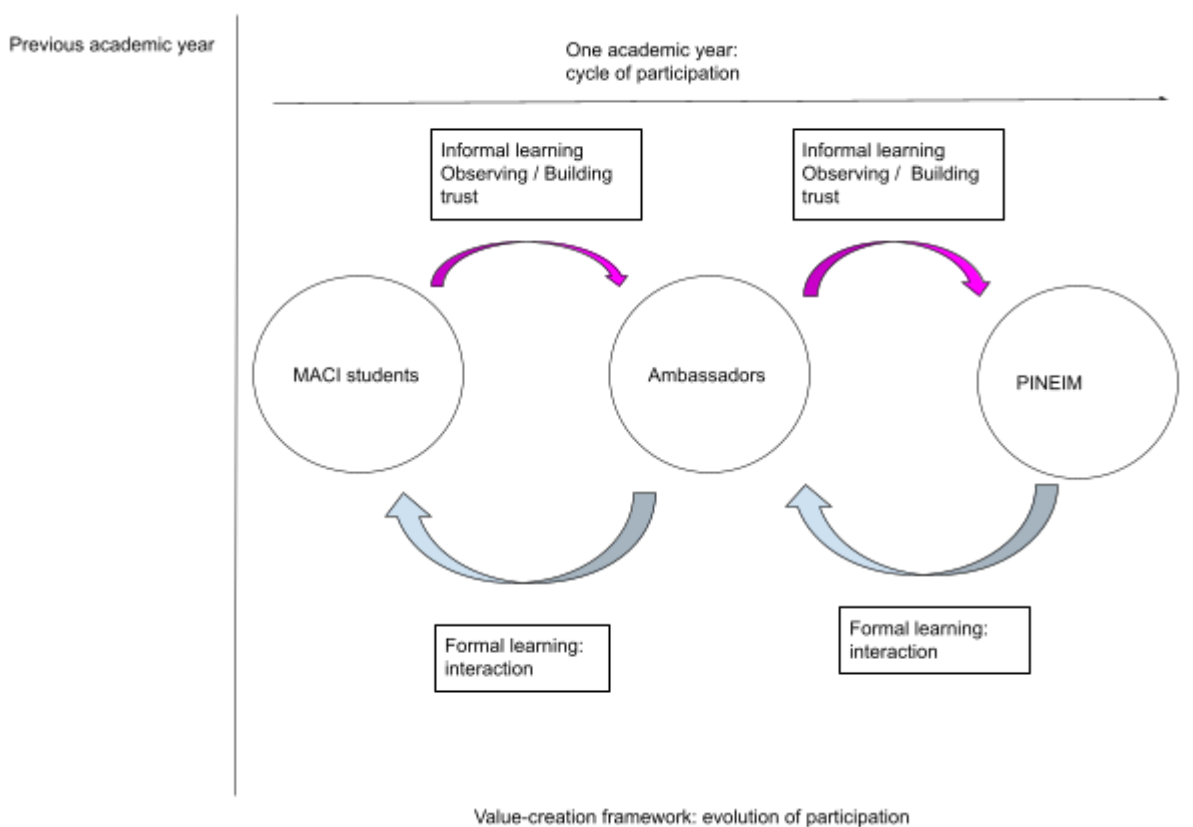 Previous academic year
One academic year:
cycle of participation
Informal learning
Observing / Building
trust
Informal learning
Observing /  Building
trust
MACI students
Ambassadors
PINEIM
Formal learning:
interaction
Formal learning:
interaction
Value-creation framework: evolution of participation